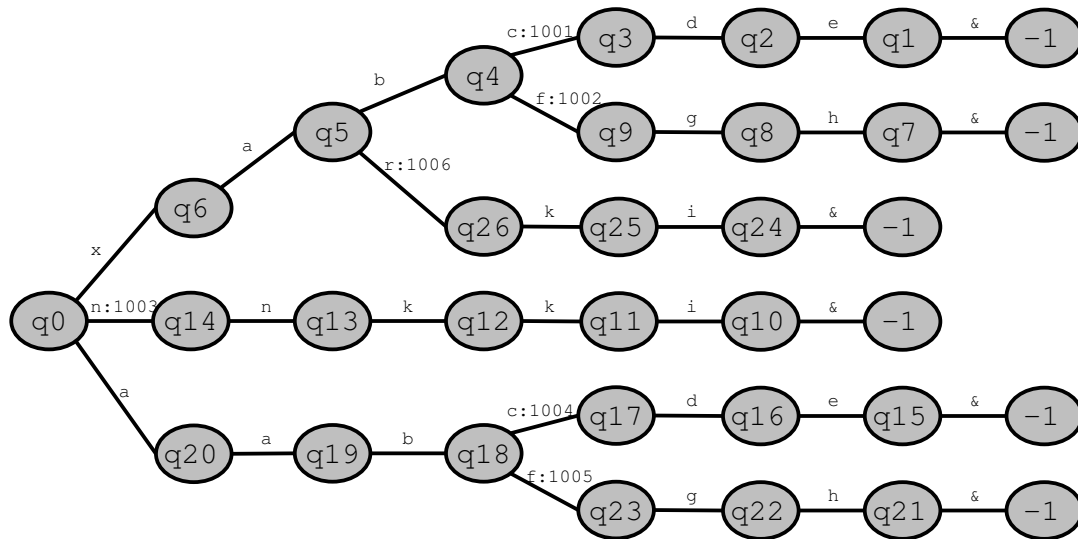 c:1001 q3 d q2 e q1 & -1
b q4
f:1002
q5 q9 g q8 h q7 & -1
a
r:1006
q6 q26 k q25 i q24 & -1
x
q0 n:1003 q14 n q13 k q12 k q11 i q10 & -1
a
c:1004 q17 d q16 e q15 & -1
q20 a q19 b q18
f:1005
q23 g q22 h q21 & -1